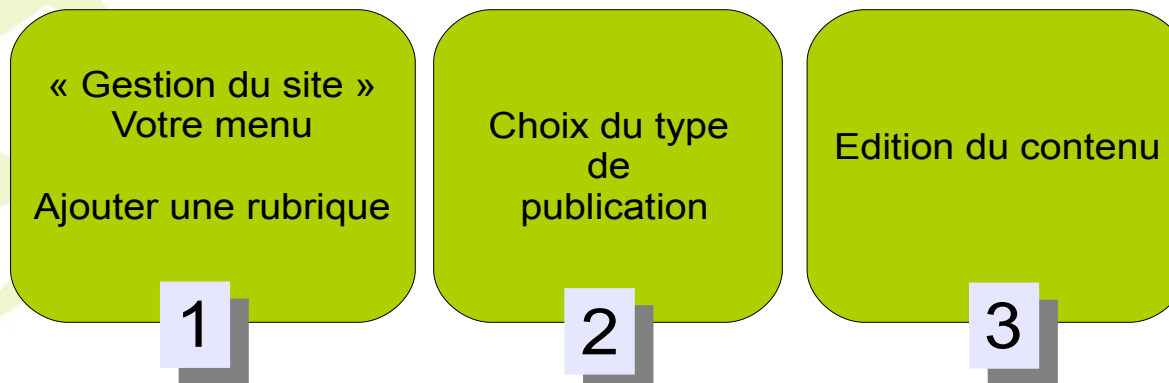 « Gestion du site »
Votre menu
Ajouter une rubrique
1
Choix du type
de
publication
2
Edition du contenu
3